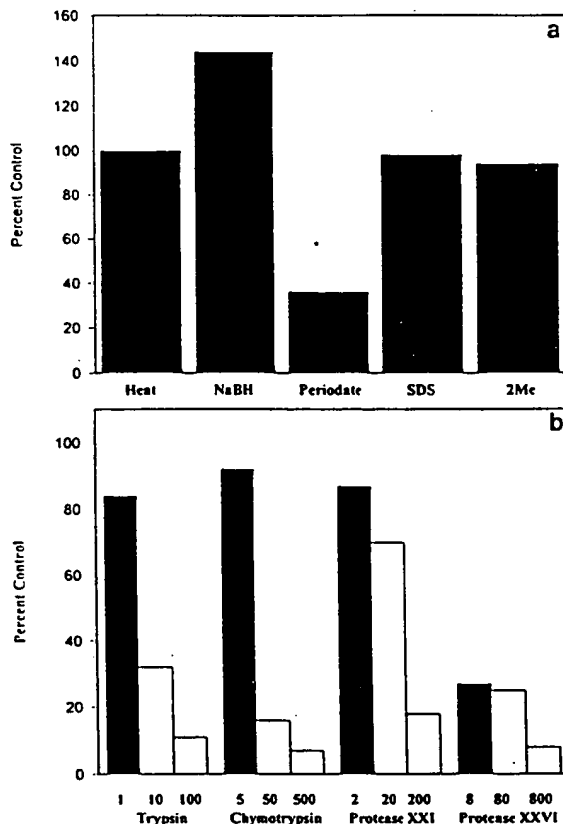 a
160
140
120
100
80
60
40
20
0
Percent Control
Heat NaBH Periodate SDS 2Me
b
100
80
60
40
20
0
Percent Control
1 10 100 5 50 500 2 20 200 8 80 800
Trypsin Chymotrypsin Protease XXI Protease XXVI